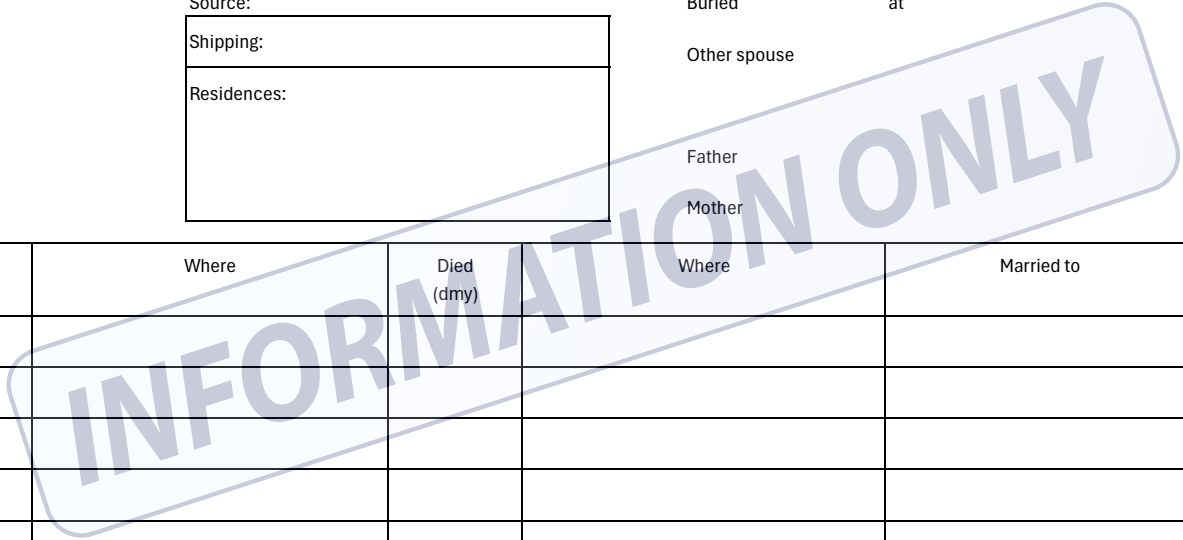 Source:
Buried at
Shipping:
Other spouse
Residences:
Father
Mother
Where Died Where Married to
(dmy)
INFORMATION ONLY